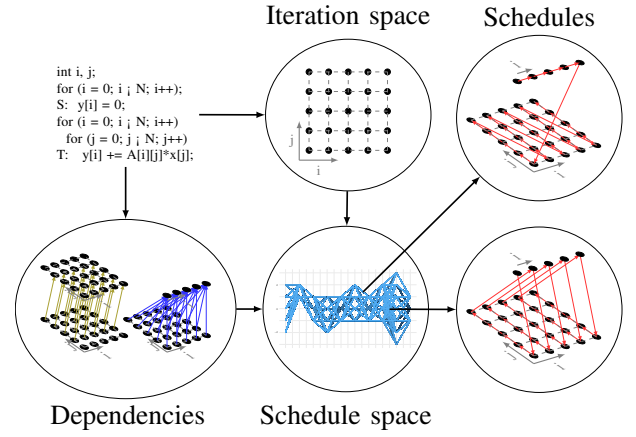 Iteration space
Schedules
int i, j;
for (i = 0; i ¡ N; i++);
S: y[i] = 0;
for (i = 0; i ¡ N; i++)
for (j = 0; j ¡ N; j++)
T: y[i] += A[i][j]*x[j];
j
i
Dependencies
Schedule space